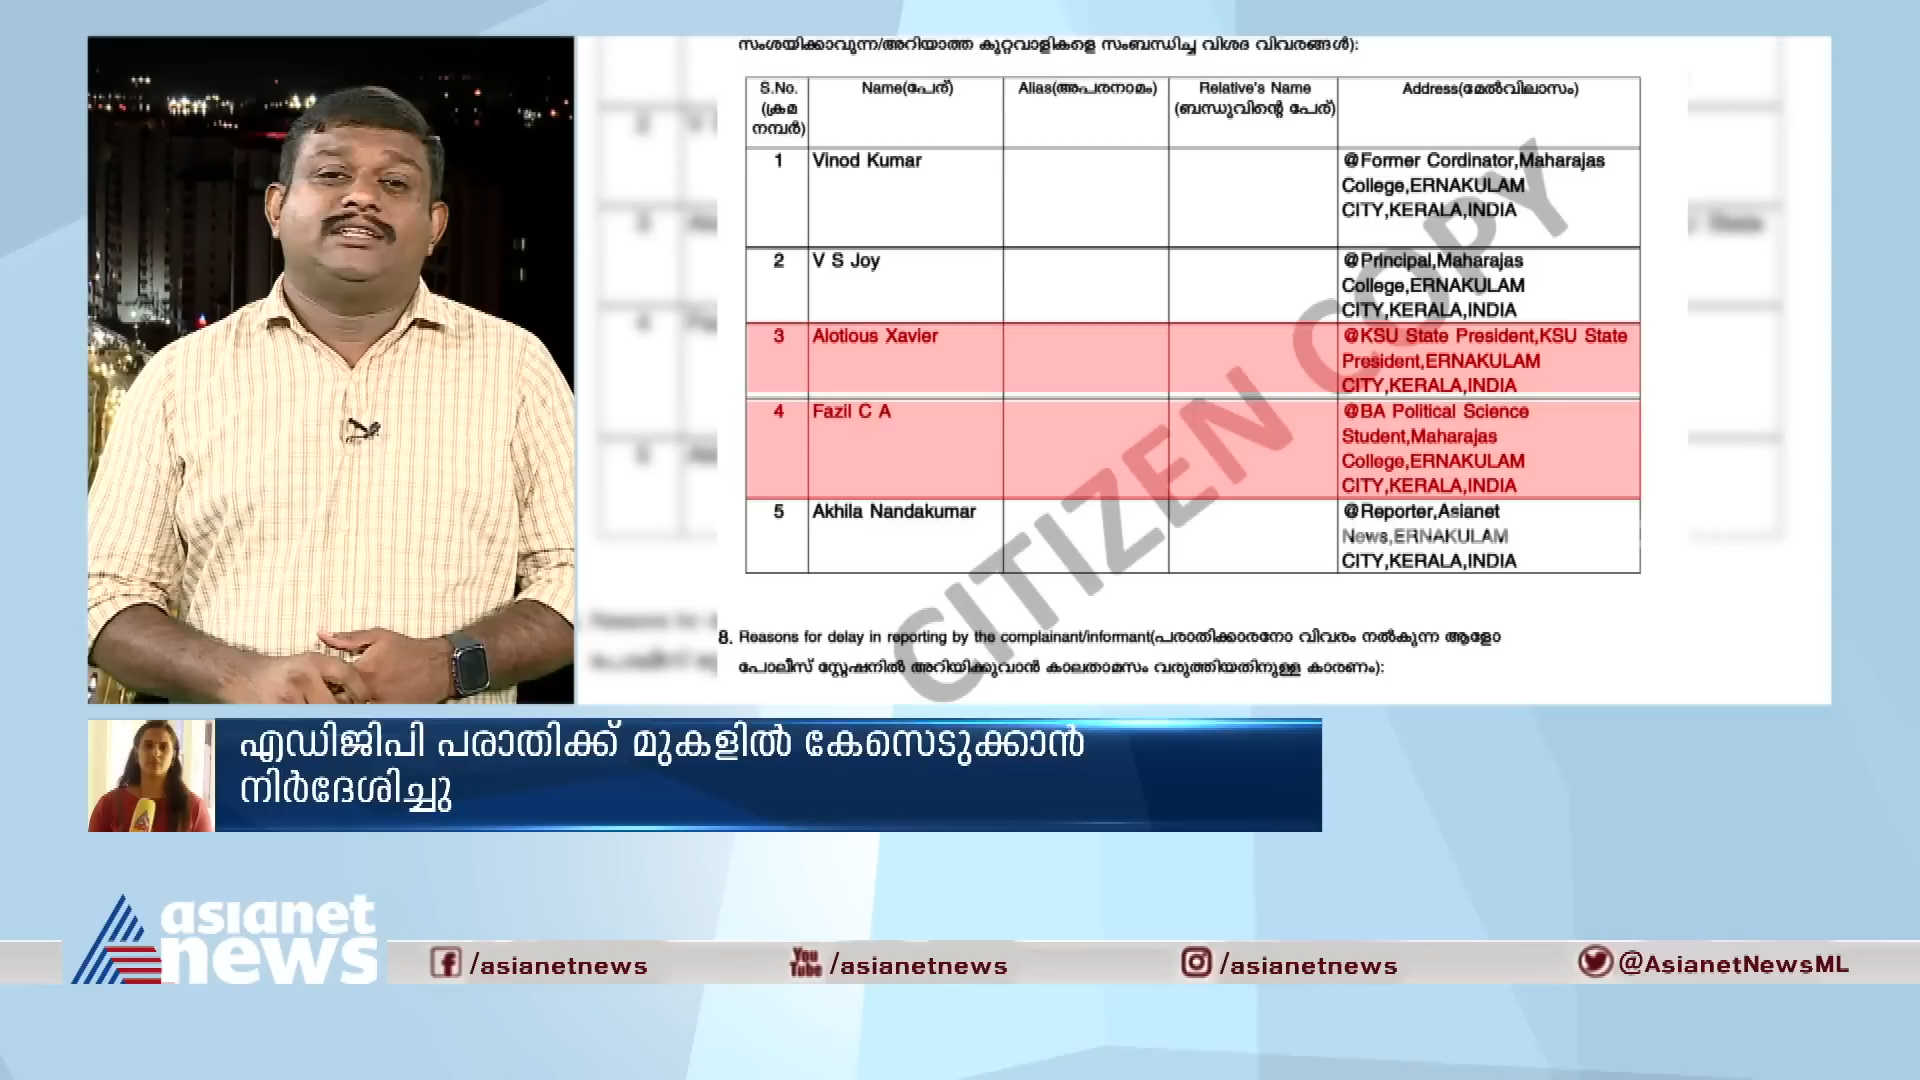 സംശയിക്കാവുന്ന/അറിയാത്ത കുറ്റവാളികളെ സംബന്ധിച്ച വിശദ വിവരങ്ങൾ):
S.No. (ക്രമ നമ്പർ) Name(പേര്) Alias(അപരനാമം) Relative's Name (ബന്ധുവിന്റെ പേര്) Address(മേൽവിലാസം)
1 Vinod Kumar @Former Cordinator,Maharajas
College,ERNAKULAM
CITY,KERALA,INDIA
2 V S Joy @Principal,Maharajas
College,ERNAKULAM
CITY,KERALA,INDIA
3 Alotious Xavier @KSU State President,KSU State
President,ERNAKULAM
CITY,KERALA,INDIA
4 Fazil C A @BA Political Science
Student,Maharajas
College,ERNAKULAM
CITY,KERALA,INDIA
5 Akhila Nandakumar @Reporter,Asianet
News,ERNAKULAM
CITY,KERALA,INDIA
CITIZEN COPY
8. Reasons for delay in reporting by the complainant/informant(പരാതിക്കാരനോ വിവരം നൽകുന്ന ആളോ
പോലീസ് സ്റ്റേഷനിൽ അറിയിക്കുവാൻ കാലതാമസം വരുത്തിയതിനുള്ള കാരണം):
എഡിജിപി പരാതിക്ക് മുകളിൽ കേസെടുക്കാൻ
നിർദേശിച്ചു
asianet
news
/asianetnews You Tube /asianetnews /asianetnews @AsianetNewsML